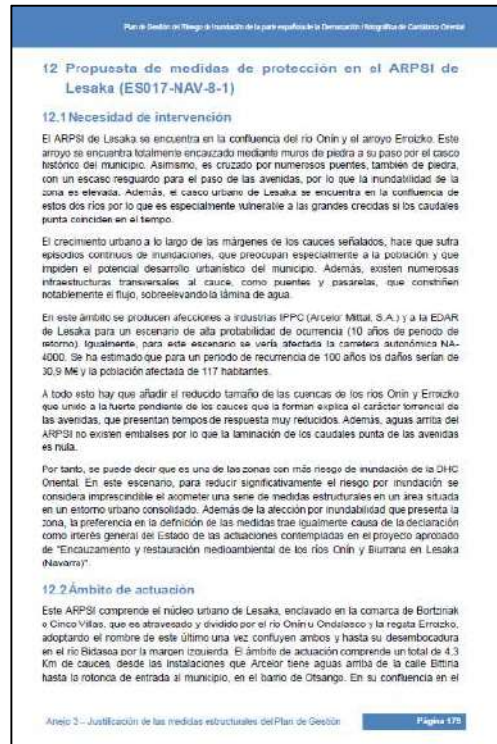 Plan de Gestión del Riesgo de Inundación de la parte española de la Demarcación Hidrográfica del Cantábrico Oriental
12 Propuesta de medidas de protección en el ARPSI de
Lesaka (ES017-NAV-8-1)
12.1 Necesidad de intervención
El ARPSI de Lesaka se encuentra en la confluencia del río Onín y el arroyo Erroizko. Este
arroyo se encuentra totalmente encauzado mediante muros de piedra a su paso por el casco
histórico del municipio. Asimismo, es cruzado por numerosos puentes, también de piedra,
con un escaso resguardo para el paso de las avenidas, por lo que la inundabilidad de la
zona es elevada. Además, el casco urbano de Lesaka se encuentra en la confluencia de
estos dos ríos por lo que es especialmente vulnerable a las grandes crecidas si los caudales
punta coinciden en el tiempo.
El crecimiento urbano a lo largo de las márgenes de los cauces señalados, hace que sufra
episodios continuos de inundaciones, que preocupan especialmente a la población y que
impiden el potencial desarrollo urbanístico del municipio. Además, existen numerosas
infraestructuras transversales al cauce, como puentes y pasarelas, que constriñen
notablemente el flujo, sobreelevando la lámina de agua.
En este ámbito se producen afecciones a industrias IPPC (Arcelor Mittal, S.A.) y a la EDAR
de Lesaka para un escenario de alta probabilidad de ocurrencia (10 años de periodo de
retorno). Igualmente, para este escenario se vería afectada la carretera autonómica NA-
4000. Se ha estimado que para un periodo de recurrencia de 100 años los daños serían de
30,9 M€ y la población afectada de 117 habitantes.
A todo esto hay que añadir el reducido tamaño de las cuencas de los ríos Onín y Erroizko
que unido a la fuerte pendiente de los cauces que la forman explica el carácter torrencial de
las avenidas, que presentan tiempos de respuesta muy reducidos. Además, aguas arriba del
ARPSI no existen embalses por lo que la laminación de los caudales punta de las avenidas
es nula.
Por tanto, se puede decir que es una de las zonas con más riesgo de inundación de la DHC
Oriental. En este escenario, para reducir significativamente el riesgo por inundación se
considera imprescindible el acometer una serie de medidas estructurales en un área situada
en un entorno urbano consolidado. Además de la afección por inundabilidad que presenta la
zona, la preferencia en la definición de las medidas trae igualmente causa de la declaración
como interés general del Estado de las actuaciones contempladas en el proyecto aprobado
de "Encauzamiento y restauración medioambiental de los ríos Onín y Biurrana en Lesaka
(Navarra)".
12.2 Ámbito de actuación
Este ARPSI comprende el núcleo urbano de Lesaka, enclavado en la comarca de Bortziriak
o Cinco Villas, que es atravesado y dividido por el río Onín u Ondalasco y la regata Erroizko,
adoptando el nombre de este último una vez confluyen ambos y hasta su desembocadura
en el río Bidasoa por la margen izquierda. El ámbito de actuación comprende un total de 4,3
Km de cauces, desde las instalaciones que Arcelor tiene aguas arriba de la calle Bittiria
hasta la rotonda de entrada al municipio, en el barrio de Otsango. En su confluencia en el
Anejo 3 – Justificación de las medidas estructurales del Plan de Gestión
Página 175